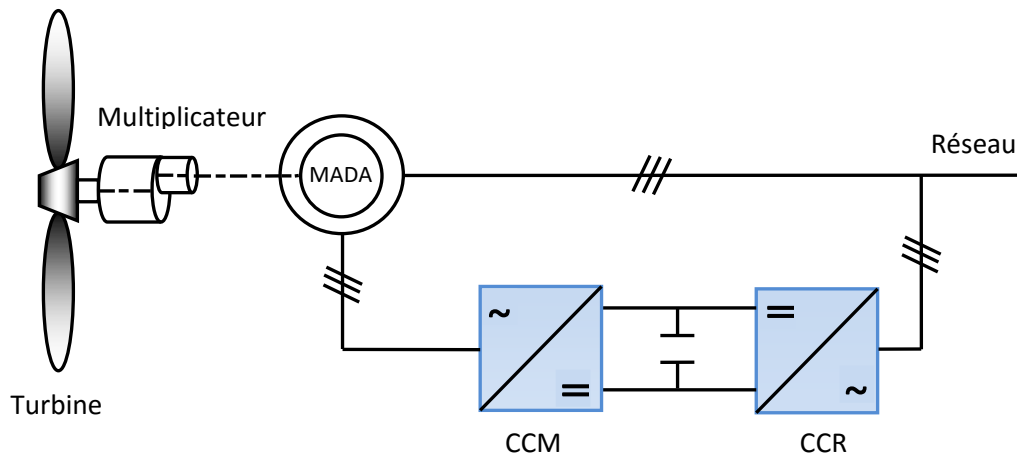 Multiplicateur
Réseau
MADA
~
=
=
~
Turbine
CCM
CCR